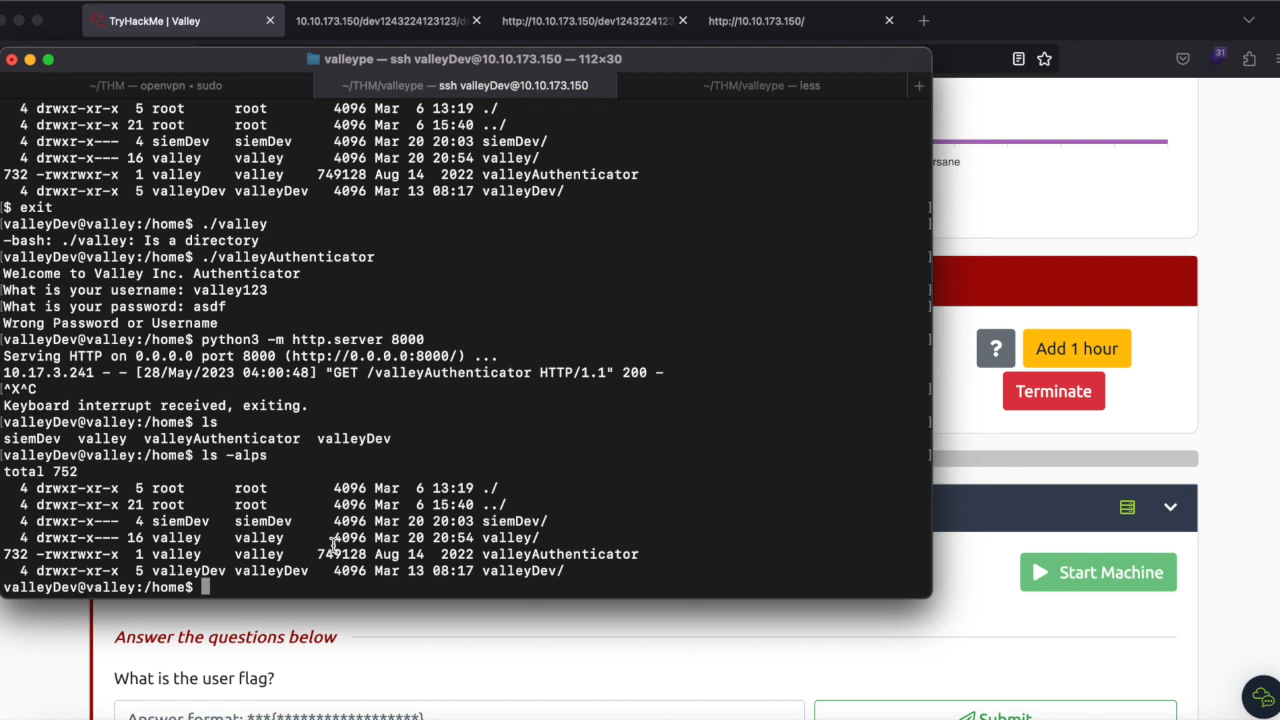 TryHackMe | Valley
10.10.173.150/dev1243224123123/d
http://10.10.173.150/dev1243224123
http://10.10.173.150/
31
valleype — ssh valleyDev@10.10.173.150 — 112×30
~/THM — openvpn • sudo
~/THM/valleype — ssh valleyDev@10.10.173.150
~/THM/valleype — less
4 drwxr-xr-x  5 root      root        4096 Mar  6 13:19 ./
4 drwxr-xr-x 21 root      root        4096 Mar  6 15:40 ../
4 drwxr-x---  4 siemDev   siemDev     4096 Mar 20 20:03 siemDev/
4 drwxr-x--- 16 valley    valley      4096 Mar 20 20:54 valley/
732 -rwxrwxr-x  1 valley    valley    749128 Aug 14  2022 valleyAuthenticator
4 drwxr-xr-x  5 valleyDev valleyDev   4096 Mar 13 08:17 valleyDev/
$ exit
valleyDev@valley:/home$ ./valley
-bash: ./valley: Is a directory
valleyDev@valley:/home$ ./valleyAuthenticator
Welcome to Valley Inc. Authenticator
What is your username: valley123
What is your password: asdf
Wrong Password or Username
valleyDev@valley:/home$ python3 -m http.server 8000
Serving HTTP on 0.0.0.0 port 8000 (http://0.0.0.0:8000/) ...
10.17.3.241 - - [28/May/2023 04:00:48] "GET /valleyAuthenticator HTTP/1.1" 200 -
^X^C
Keyboard interrupt received, exiting.
valleyDev@valley:/home$ ls
siemDev  valley  valleyAuthenticator  valleyDev
valleyDev@valley:/home$ ls -alps
total 752
4 drwxr-xr-x  5 root      root        4096 Mar  6 13:19 ./
4 drwxr-xr-x 21 root      root        4096 Mar  6 15:40 ../
4 drwxr-x---  4 siemDev   siemDev     4096 Mar 20 20:03 siemDev/
4 drwxr-x--- 16 valley    valley      4096 Mar 20 20:54 valley/
732 -rwxrwxr-x  1 valley    valley    749128 Aug 14  2022 valleyAuthenticator
4 drwxr-xr-x  5 valleyDev valleyDev   4096 Mar 13 08:17 valleyDev/
valleyDev@valley:/home$
ersane
?
Add 1 hour
Terminate
Start Machine
Answer the questions below
What is the user flag?
Answer format: ***{******************}
Submit